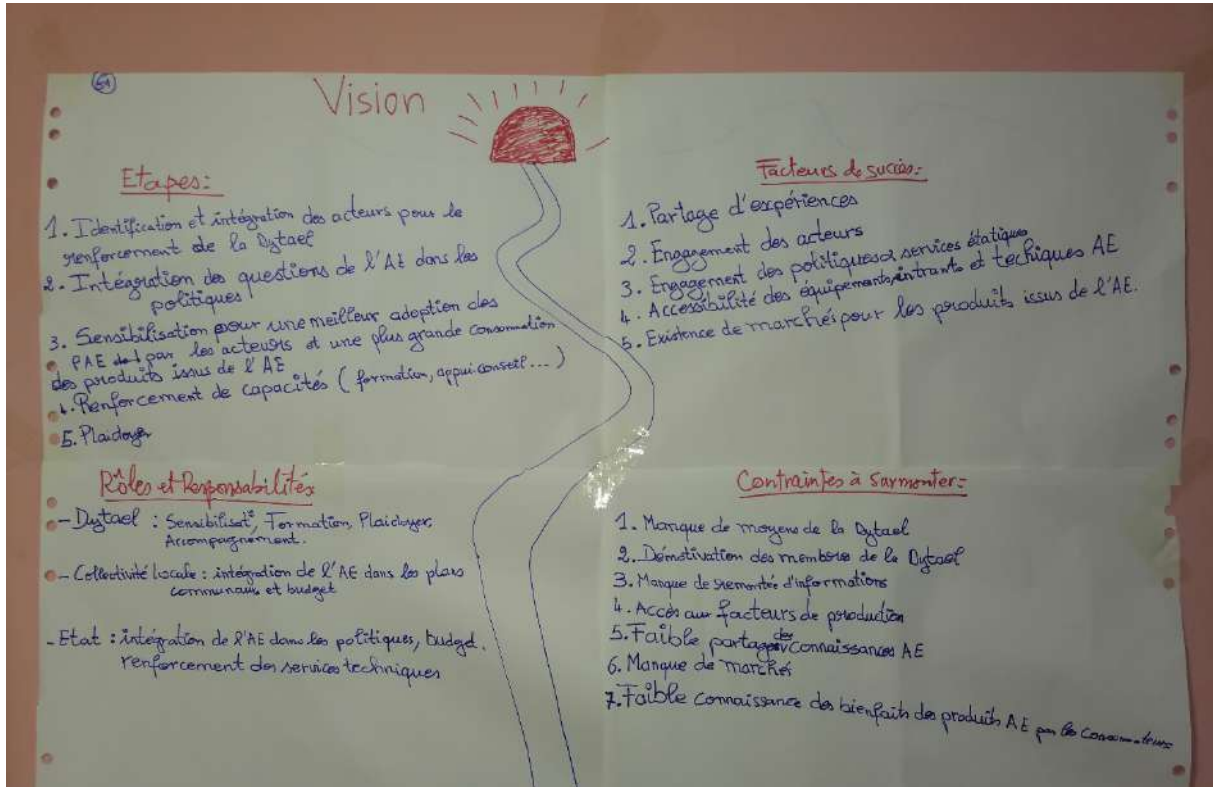 G1
Vision
Etapes:
1. Identification et intégration des acteurs pour le
renforcement de la Dytael
2. Intégration des questions de l'AE dans les
politiques
3. Sensibilisation pour une meilleur adoption des
PAE par les acteurs et une plus grande consommation
des produits issus de l'AE
4. Renforcement de capacités (formation, appui conseil...)
5. Plaidoyer
Facteurs de succès:
1. Partage d'expériences
2. Engagement des acteurs
3. Engagement des politiques services étatiques
4. Accessibilité des équipements, intrants et techiques AE
5. Existence de marchés pour les produits issus de l'AE.
Rôles et Responsabilités
- Dytael : Sensibilisat°, Formation, Plaidoyer,
Accompagnement.
- Collectivité locale : intégration de l'AE dans les plans
communaux et budget
- Etat : intégration de l'AE dans les politiques, budget.
renforcement des services techniques
Contraintes à surmonter:
1. Manque de moyens de la Dytael
2. Démotivation des membres de la Dytael
3. Manque de remontée d'informations
4. Accès aux facteurs de production
5. Faible partage des connaissances AE
6. Manque de marchés
7. Faible connaissance des bienfaits des produits AE par les consommateurs